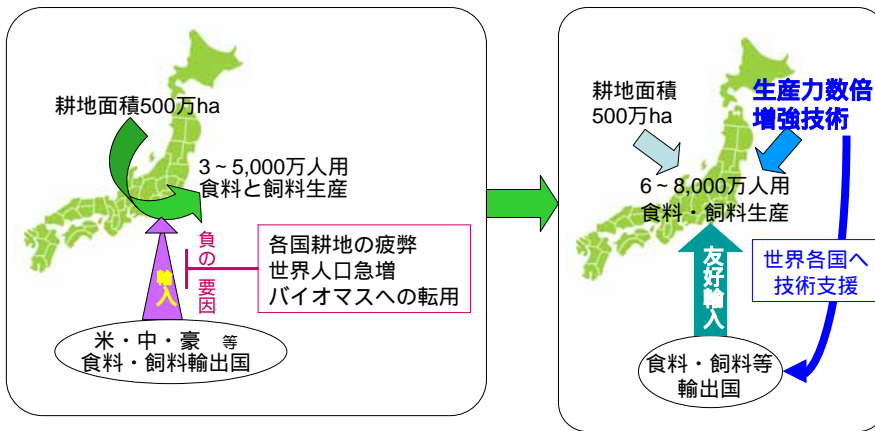 耕地面積500万ha
3～5,000万人用
食料と飼料生産
輸入
負の要因
各国耕地の疲弊
世界人口急増
バイオマスへの転用
米・中・豪 等
食料・飼料輸出国
耕地面積
500万ha
生産力数倍
増強技術
6～8,000万人用
食料・飼料生産
友好輸入
世界各国へ
技術支援
食料・飼料等
輸出国